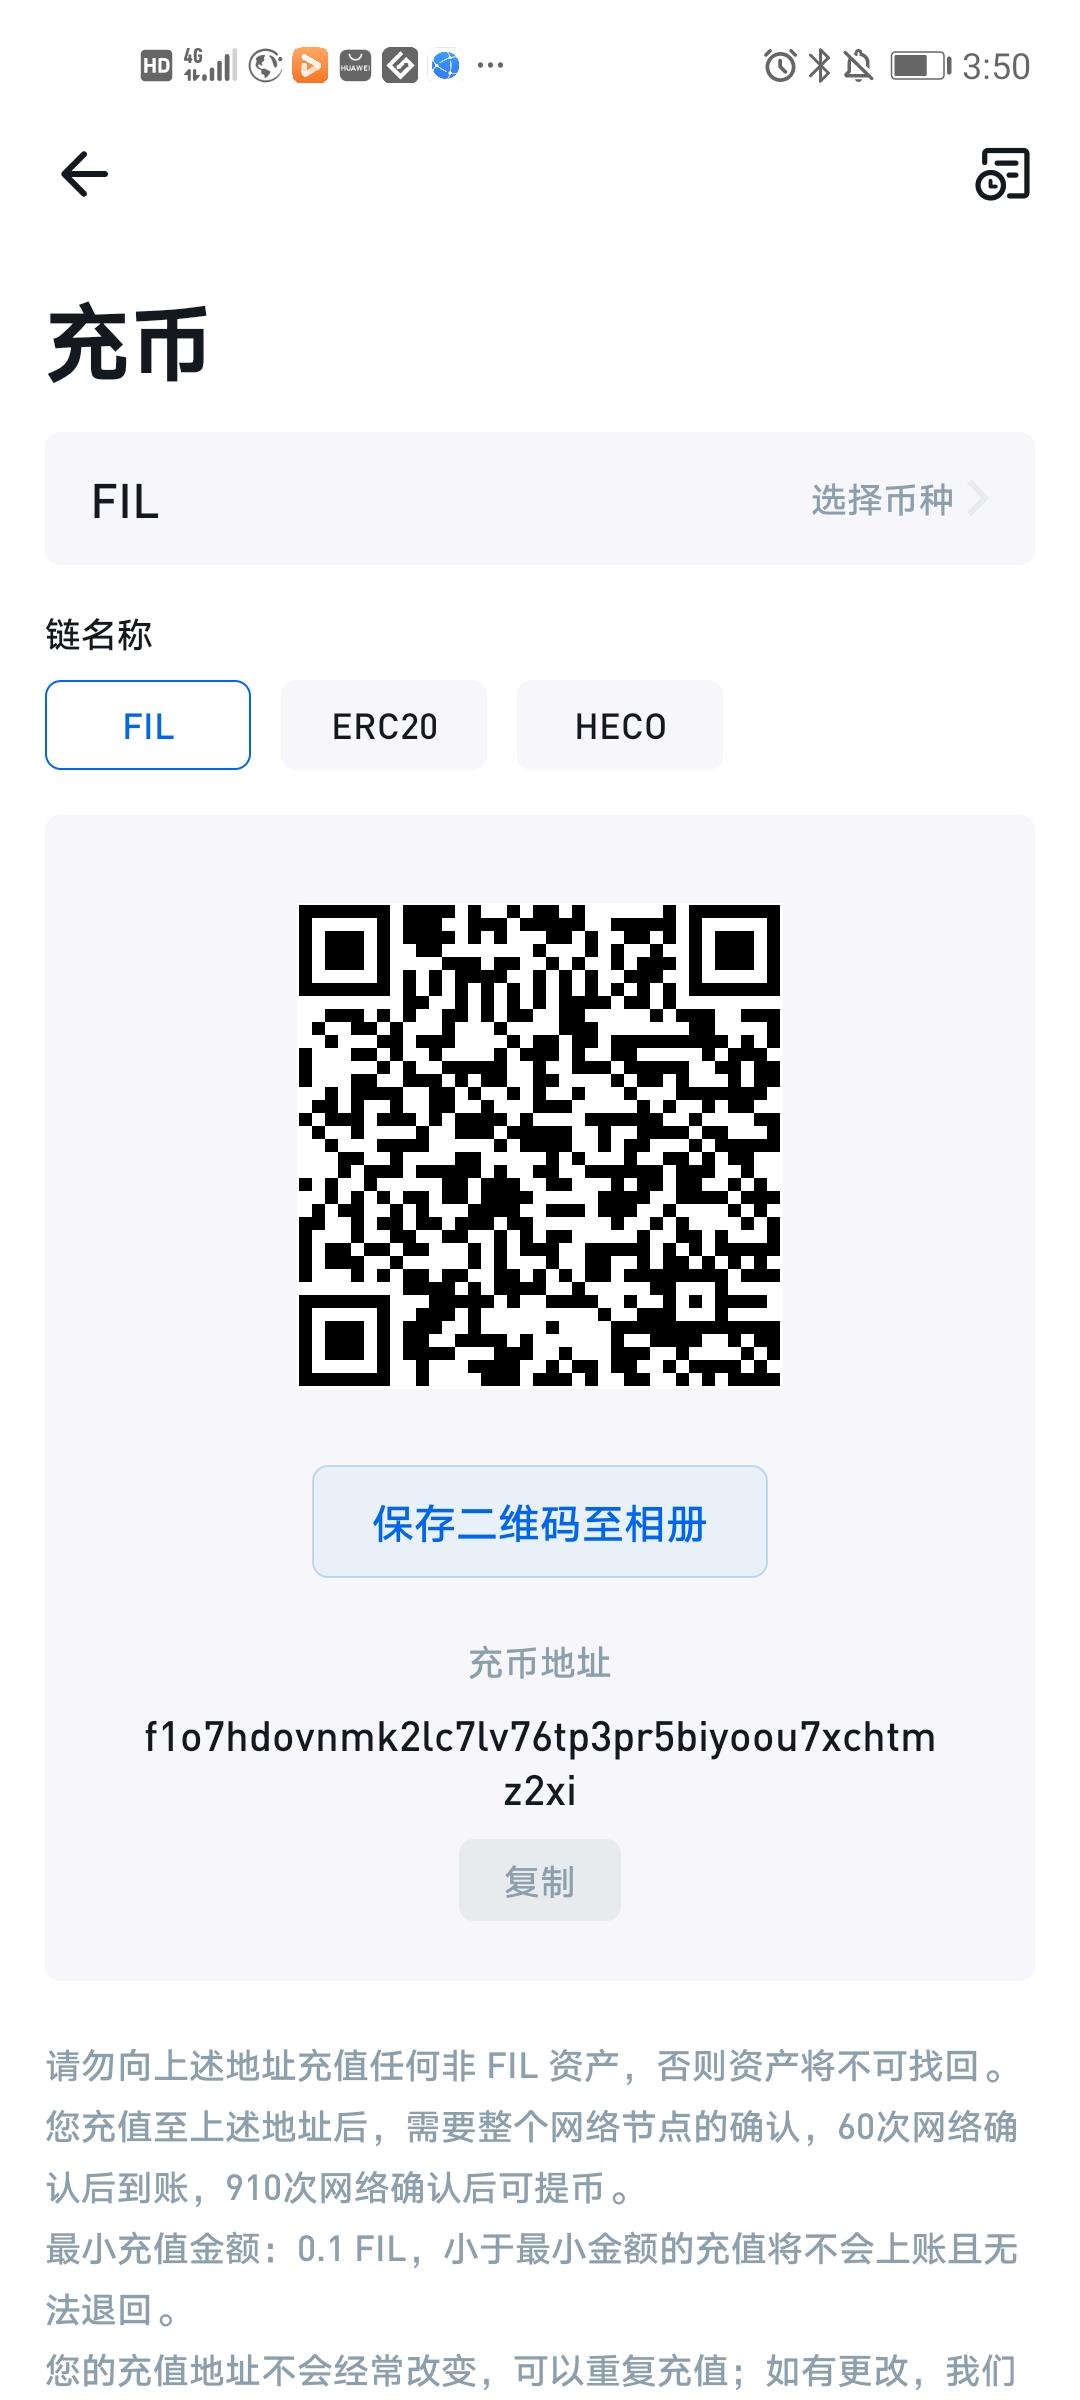 HD 4G HUAWEI 3:50
充币
FIL 选择币种
链名称
FIL ERC20 HECO
保存二维码至相册
充币地址
f1o7hdovnmk2lc7lv76tp3pr5biyoou7xchtm
z2xi
复制
请勿向上述地址充值任何非 FIL 资产，否则资产将不可找回。
您充值至上述地址后，需要整个网络节点的确认，60次网络确
认后到账，910次网络确认后可提币。
最小充值金额：0.1 FIL，小于最小金额的充值将不会上账且无
法退回。
您的充值地址不会经常改变，可以重复充值；如有更改，我们